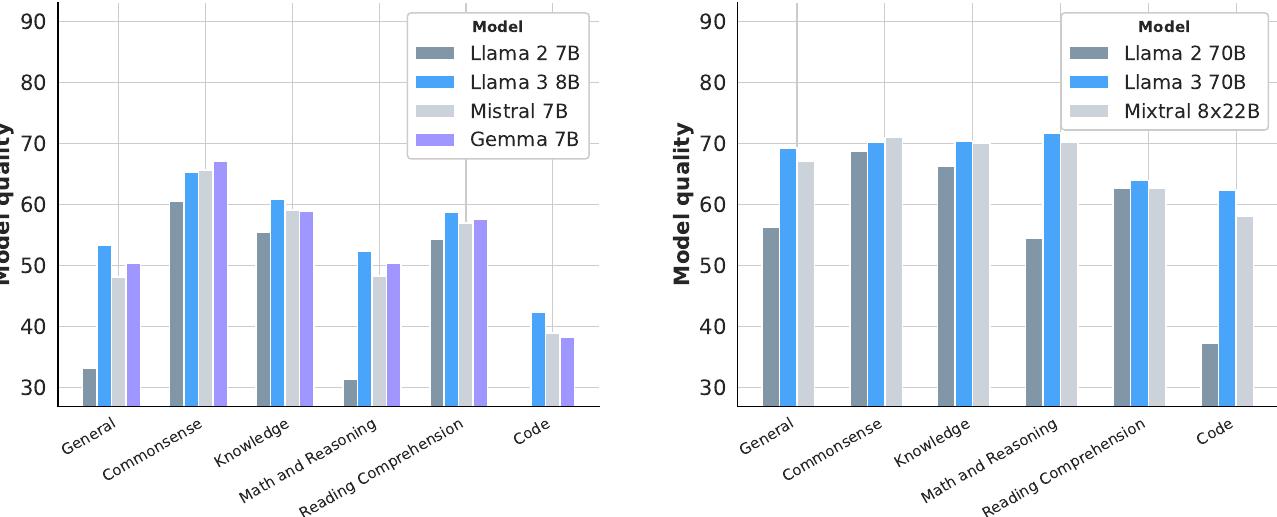 90
80
70
60
50
40
30
Model quality
Model
Llama 2 7B
Llama 3 8B
Mistral 7B
Gemma 7B
General
Commonsense
Knowledge
Math and Reasoning
Reading Comprehension
Code
90
80
70
60
50
40
30
Model quality
Model
Llama 2 70B
Llama 3 70B
Mixtral 8x22B
General
Commonsense
Knowledge
Math and Reasoning
Reading Comprehension
Code